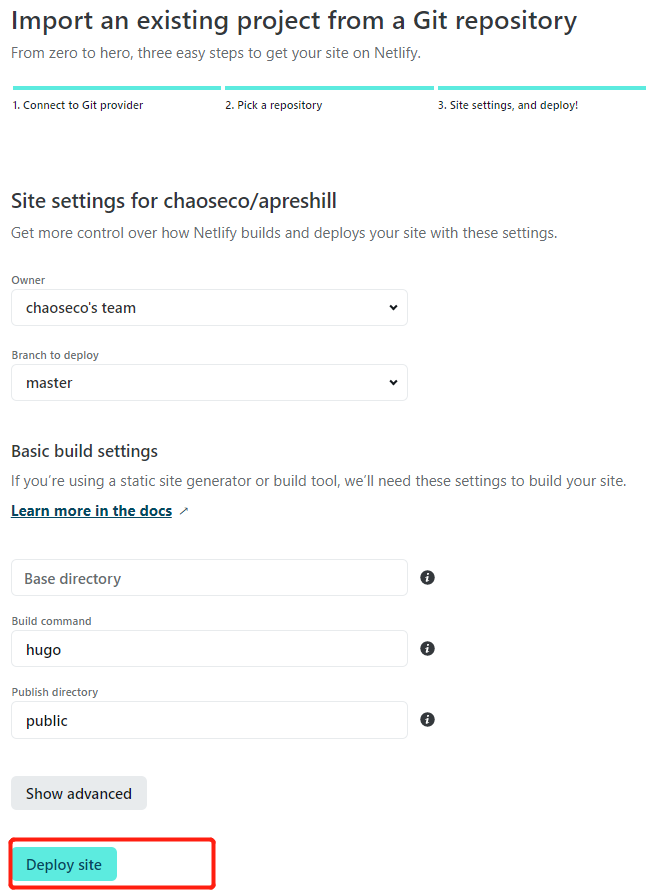 Import an existing project from a Git repository
From zero to hero, three easy steps to get your site on Netlify.
1. Connect to Git provider
2. Pick a repository
3. Site settings, and deploy!
Site settings for chaoseco/apreshill
Get more control over how Netlify builds and deploys your site with these settings.
Owner
chaoseco's team
Branch to deploy
master
Basic build settings
If you’re using a static site generator or build tool, we’ll need these settings to build your site.
Learn more in the docs
Base directory
Build command
hugo
Publish directory
public
Show advanced
Deploy site